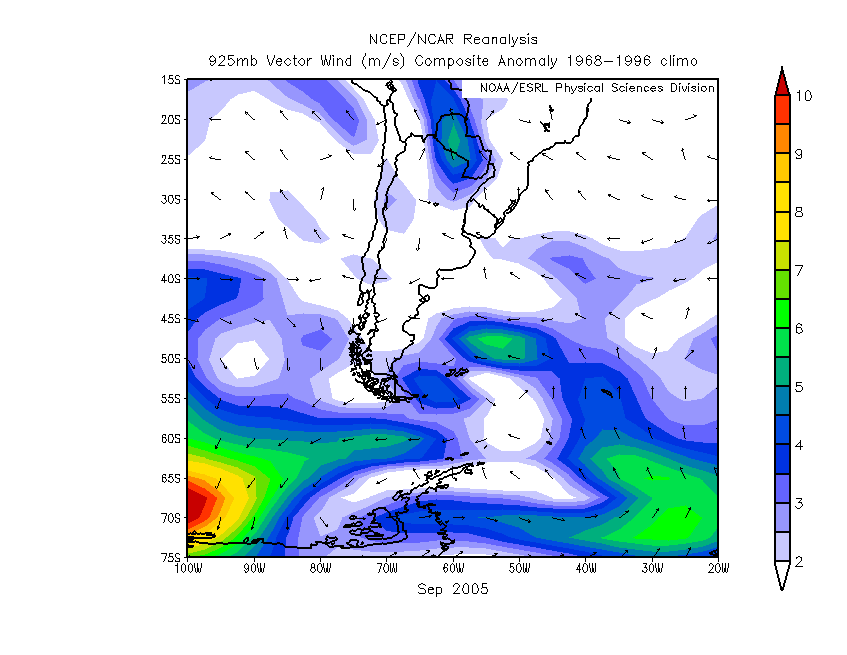 NCEP/NCAR Reanalysis
925mb Vector Wind (m/s) Composite Anomaly 1968-1996 climo
NOAA/ESRL Physical Sciences Division
15S
20S
25S
30S
35S
40S
45S
50S
55S
60S
65S
70S
75S
100W 90W 80W 70W 60W 50W 40W 30W 20W
Sep 2005
10
9
8
7
6
5
4
3
2